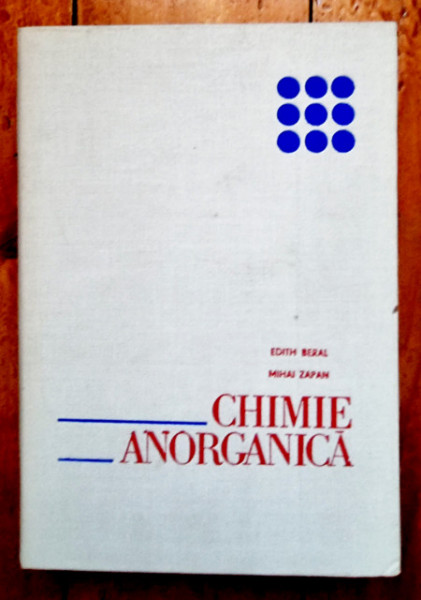 EDITH BERAL
MIHAI ZAPAN
CHIMIE
ANORGANICĂ